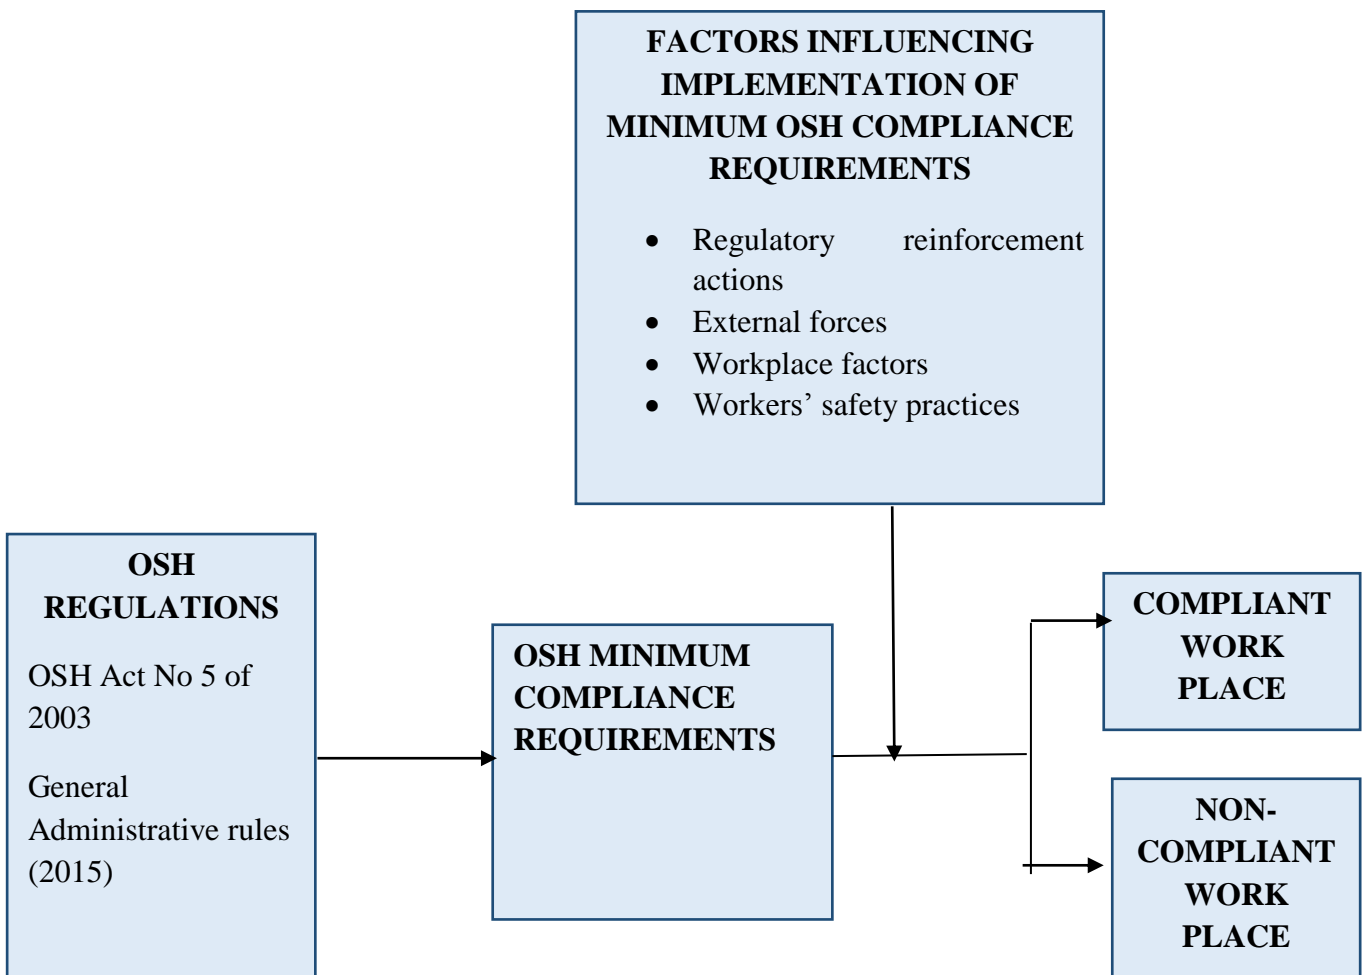 FACTORS INFLUENCING
IMPLEMENTATION OF
MINIMUM OSH COMPLIANCE
REQUIREMENTS
• Regulatory reinforcement
actions
• External forces
• Workplace factors
• Workers’ safety practices
OSH
REGULATIONS
OSH Act No 5 of
2003
General
Administrative rules
(2015)
OSH MINIMUM
COMPLIANCE
REQUIREMENTS
COMPLIANT
WORK
PLACE
NON-
COMPLIANT
WORK
PLACE